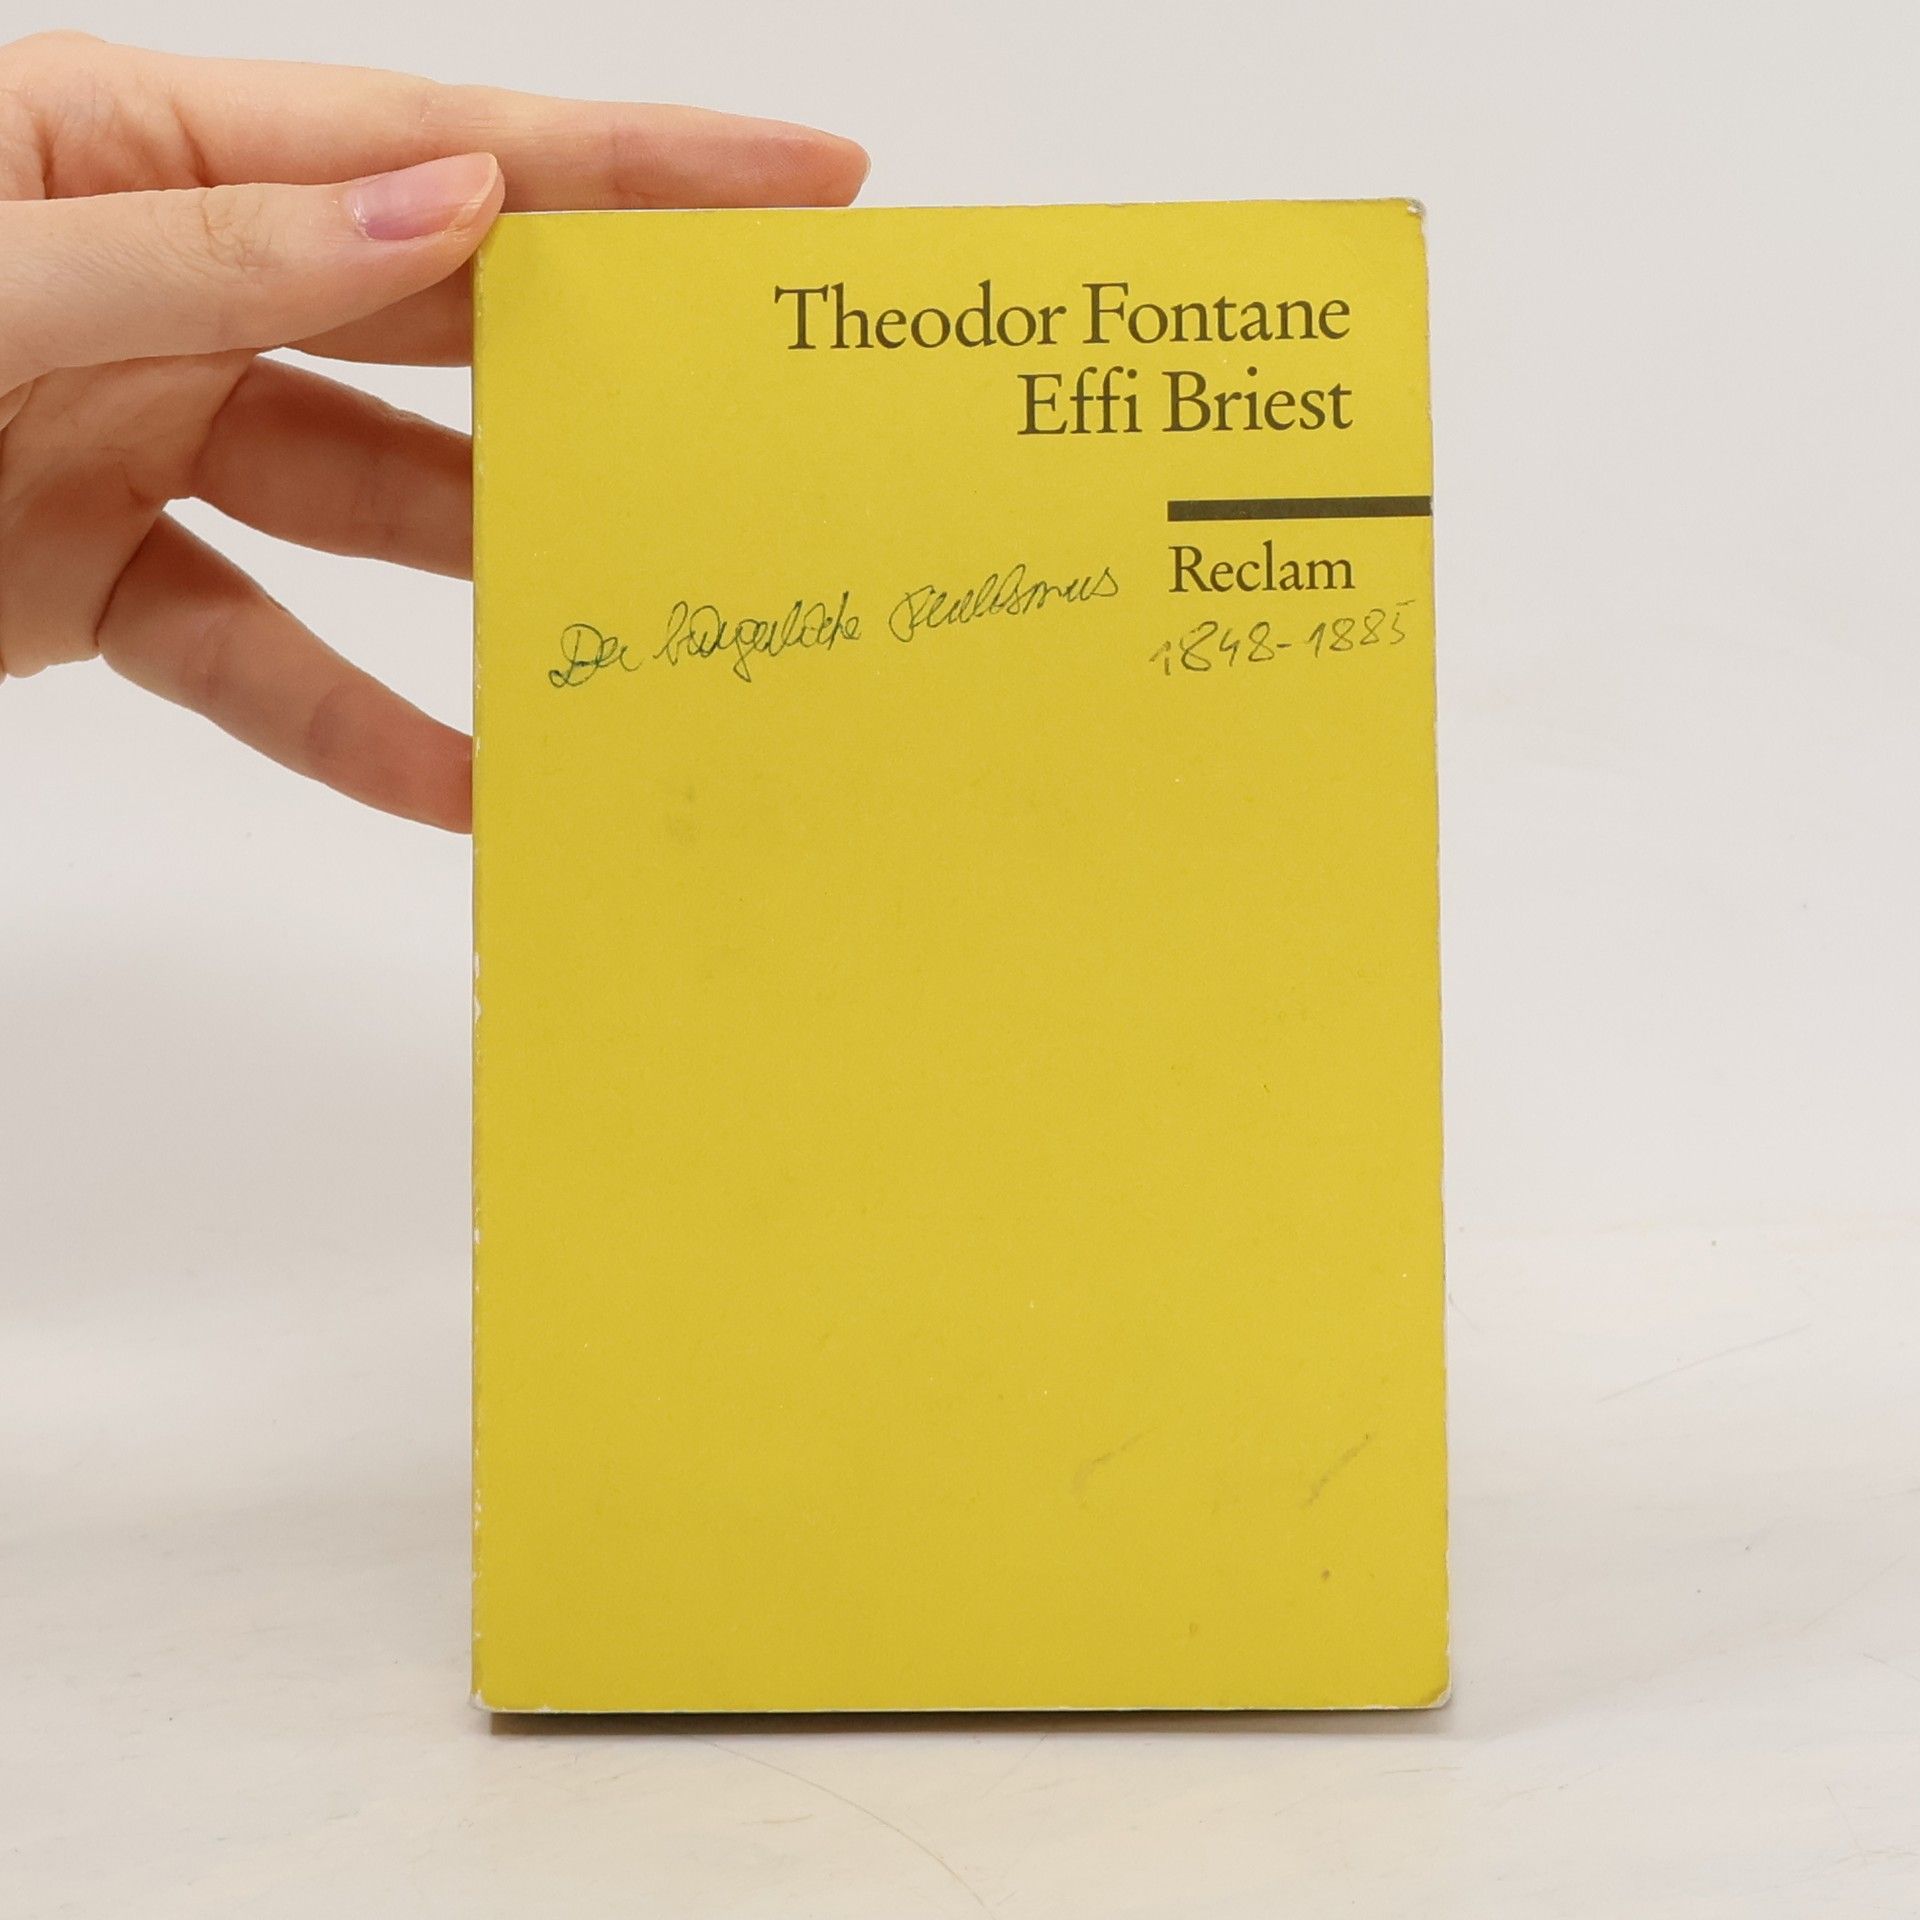 Theodor Fontane
Effi Briest
Reclam
Der bürgerliche Realismus
1848-1885